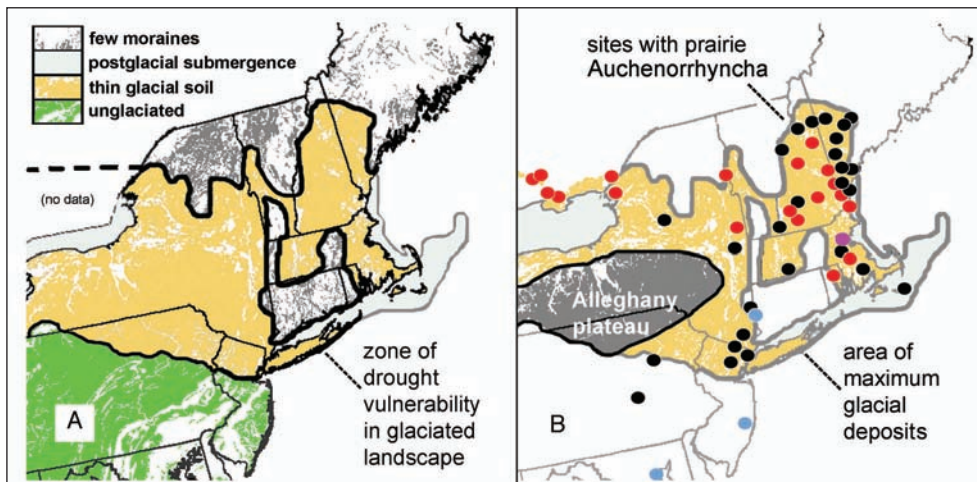 few moraines
postglacial submergence
thin glacial soil
unglaciated
(no data)
A
zone of
drought
vulnerability
in glaciated
landscape
sites with prairie
Auchenorrhyncha
Alleghany
plateau
B
area of
maximum
glacial
deposits